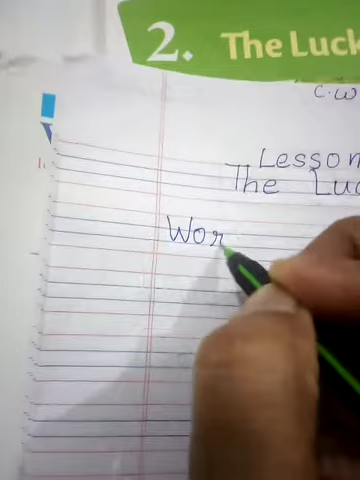 2. The Luck
C.W
Lesson
The Luc
Wor